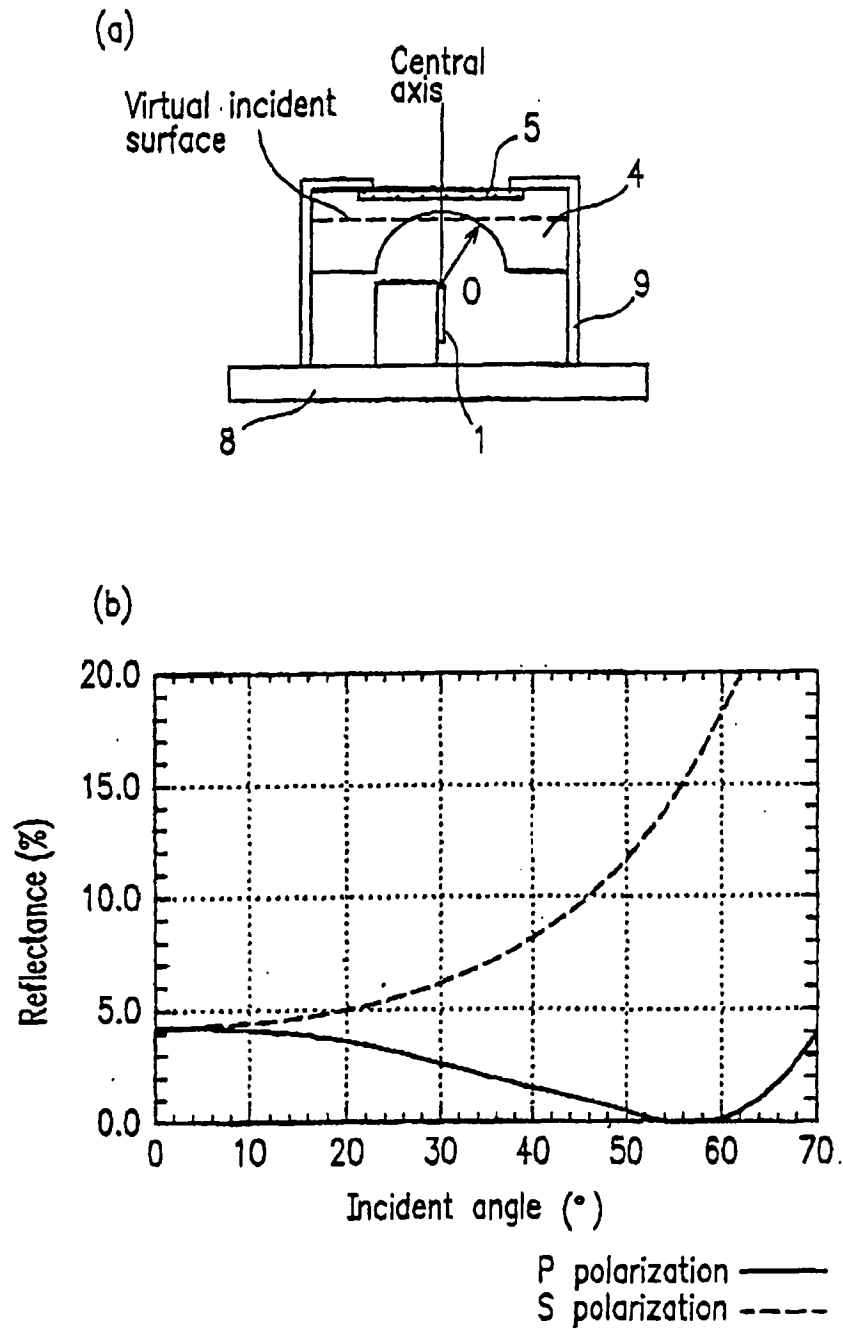 (a)
Central
axis
Virtual incident
surface
5
4
O
9
8
1
(b)
20.0
15.0
10.0
5.0
0.0
Reflectance (%)
0 10 20 30 40 50 60 70
Incident angle (°)
P polarization
S polarization